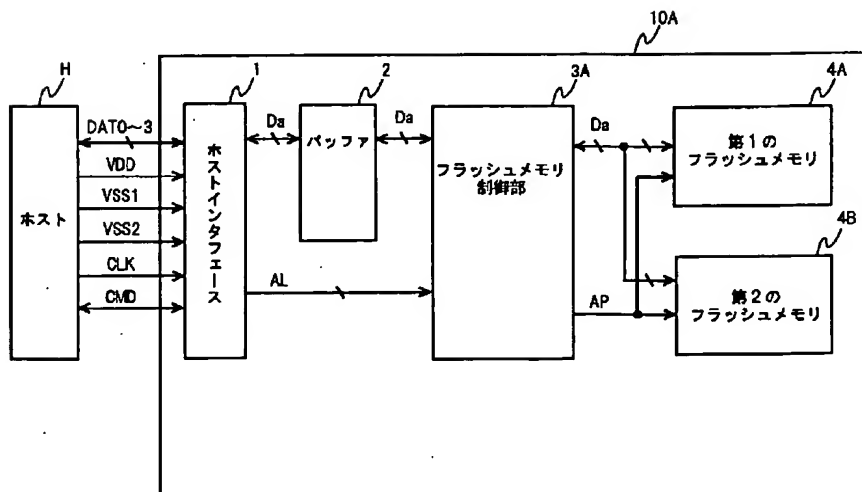 10A
H
1
2
3A
4A
DAT0~3
Da
Da
Da
VDD
VSS1
VSS2
CLK
CMD
ホスト
ホストインタフェース
バッファ
フラッシュメモリ
制御部
第1の
フラッシュメモリ
4B
AL
AP
第2の
フラッシュメモリ